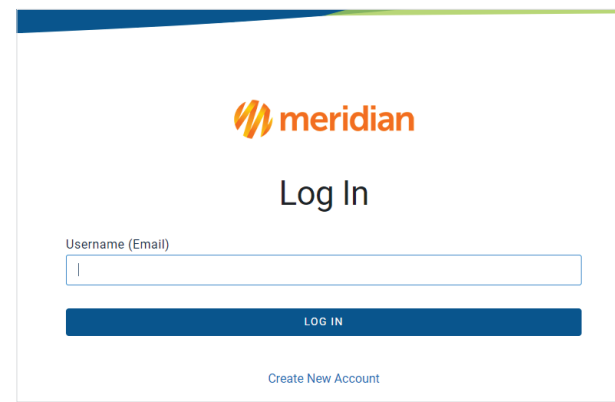 meridian
Log In
Username (Email)
LOG IN
Create New Account